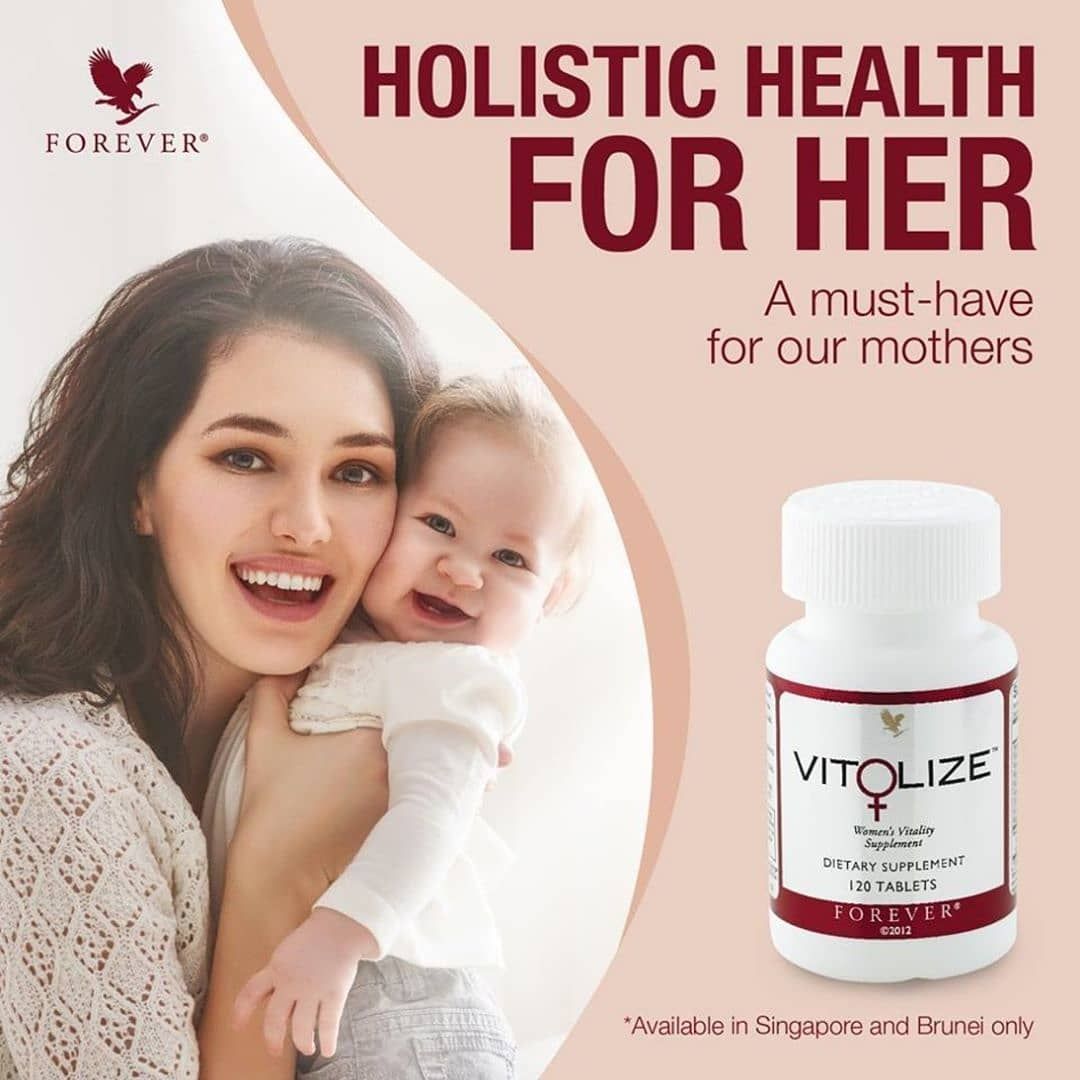 FOREVER®
HOLISTIC HEALTH
FOR HER
A must-have
for our mothers
VITOLIZE™
Women's Vitality
Supplement
DIETARY SUPPLEMENT
120 TABLETS
FOREVER®
©2012
*Available in Singapore and Brunei only